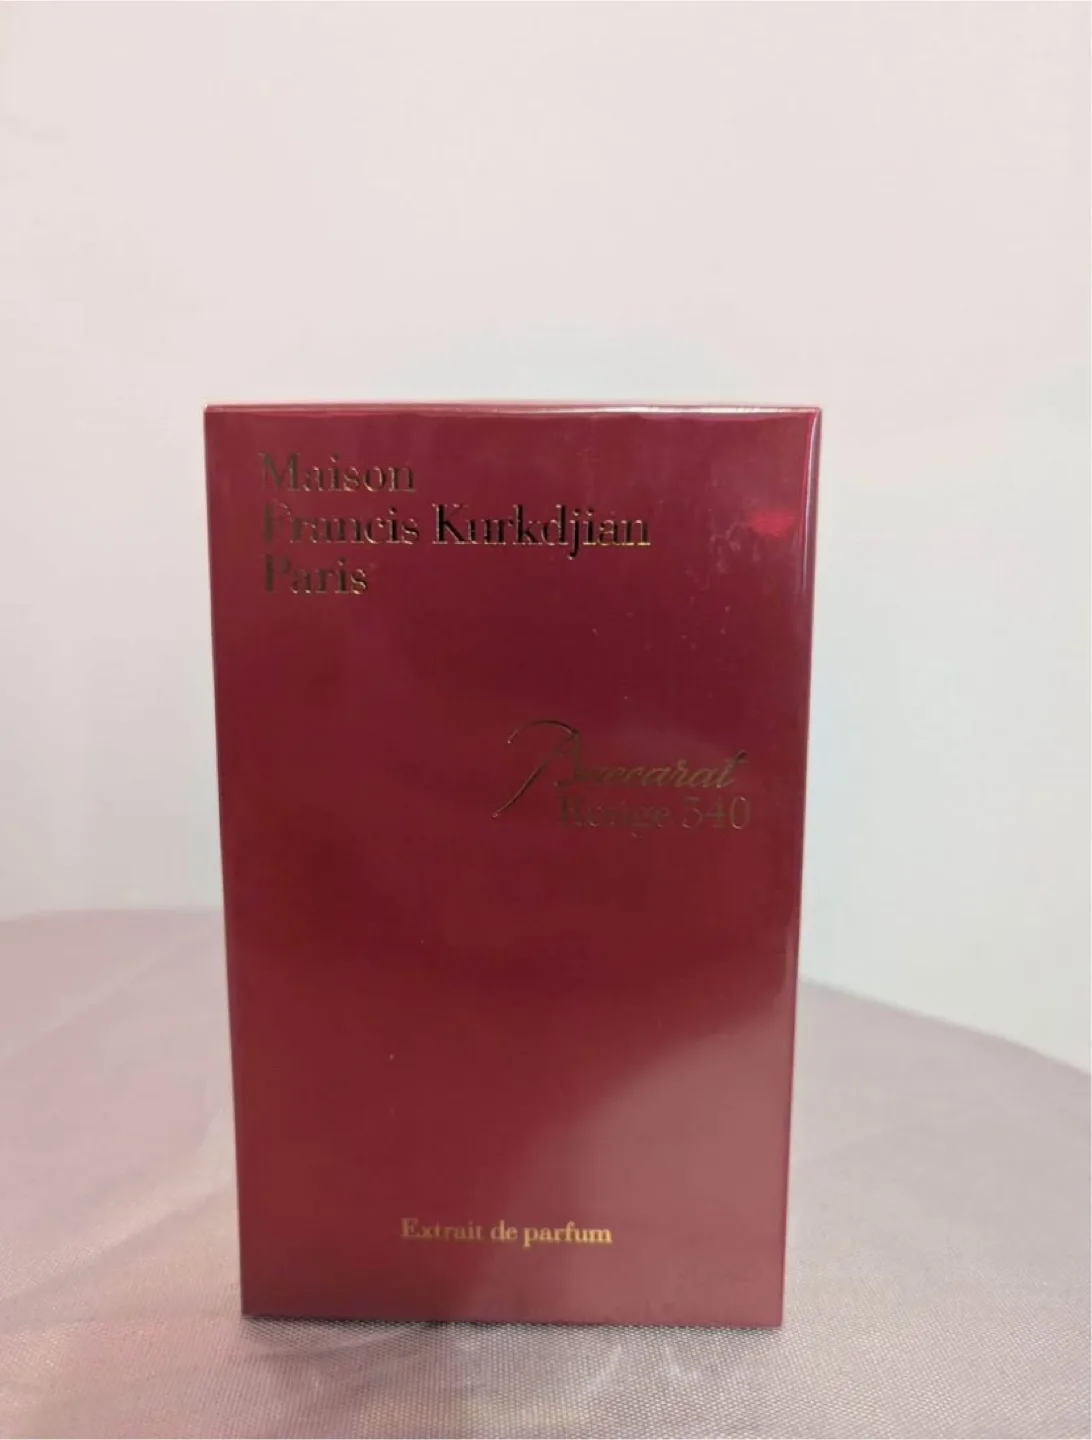 Maison
Francis Kurkdjian
Paris
Baccarat
Rouge 540
Extrait de parfum